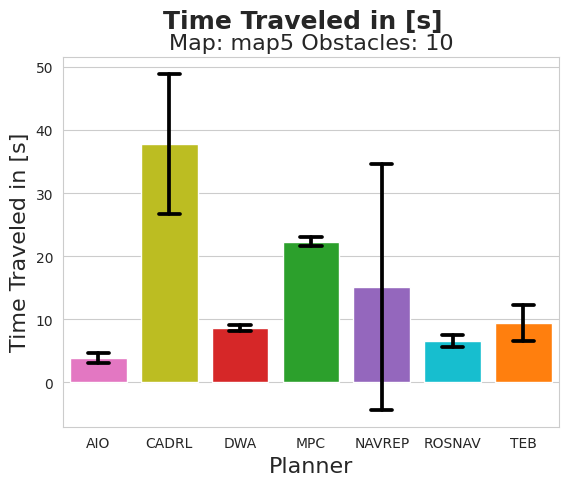 Time Traveled in [s]
Map: map5 Obstacles: 10
Time Traveled in [s]
50
40
30
20
10
0
AIO CADRL DWA MPC NAVREP ROSNAV TEB
Planner